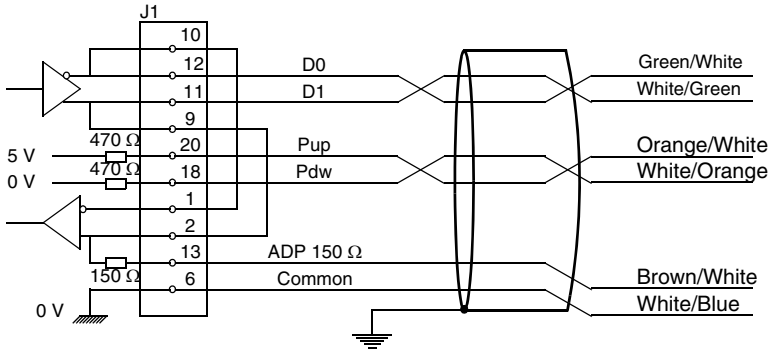 J1
10
12 D0 Green/White
11 D1 White/Green
9
470 Ω
5 V 20 Pup Orange/White
470 Ω
0 V 18 Pdw White/Orange
1
2
13 ADP 150 Ω Brown/White
150 Ω
6 Common White/Blue
0 V